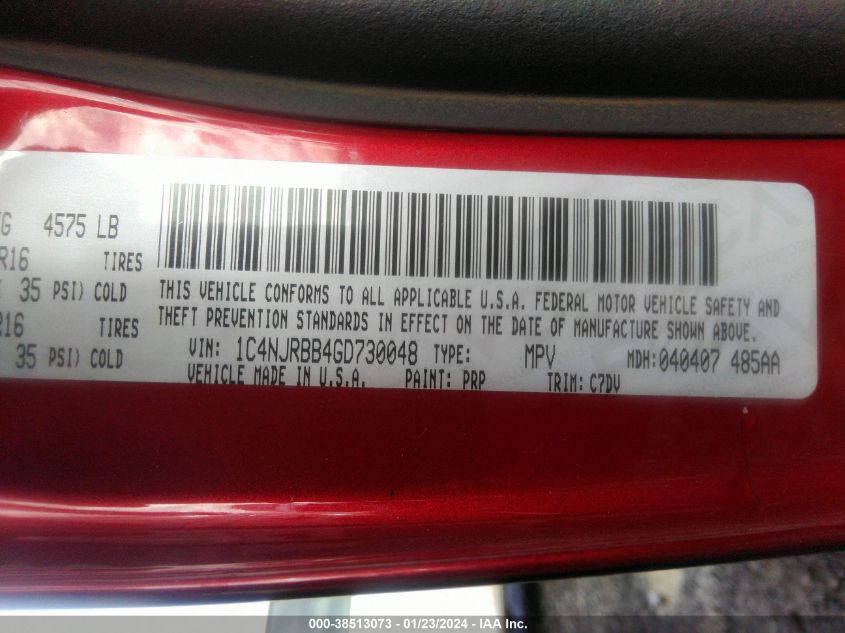 G 4575 LB
R16 TIRES
35 PSI) COLD
R16 TIRES
35 PSI) COLD
THIS VEHICLE CONFORMS TO ALL APPLICABLE U.S.A. FEDERAL MOTOR VEHICLE SAFETY AND
THEFT PREVENTION STANDARDS IN EFFECT ON THE DATE OF MANUFACTURE SHOWN ABOVE.
VIN: 1C4NJRBB4GD730048 TYPE: MPV MDH:040407 485AA
VEHICLE MADE IN U.S.A. PAINT: PRP TRIM: C7DV
000-38513073 - 01/23/2024 - IAA Inc.